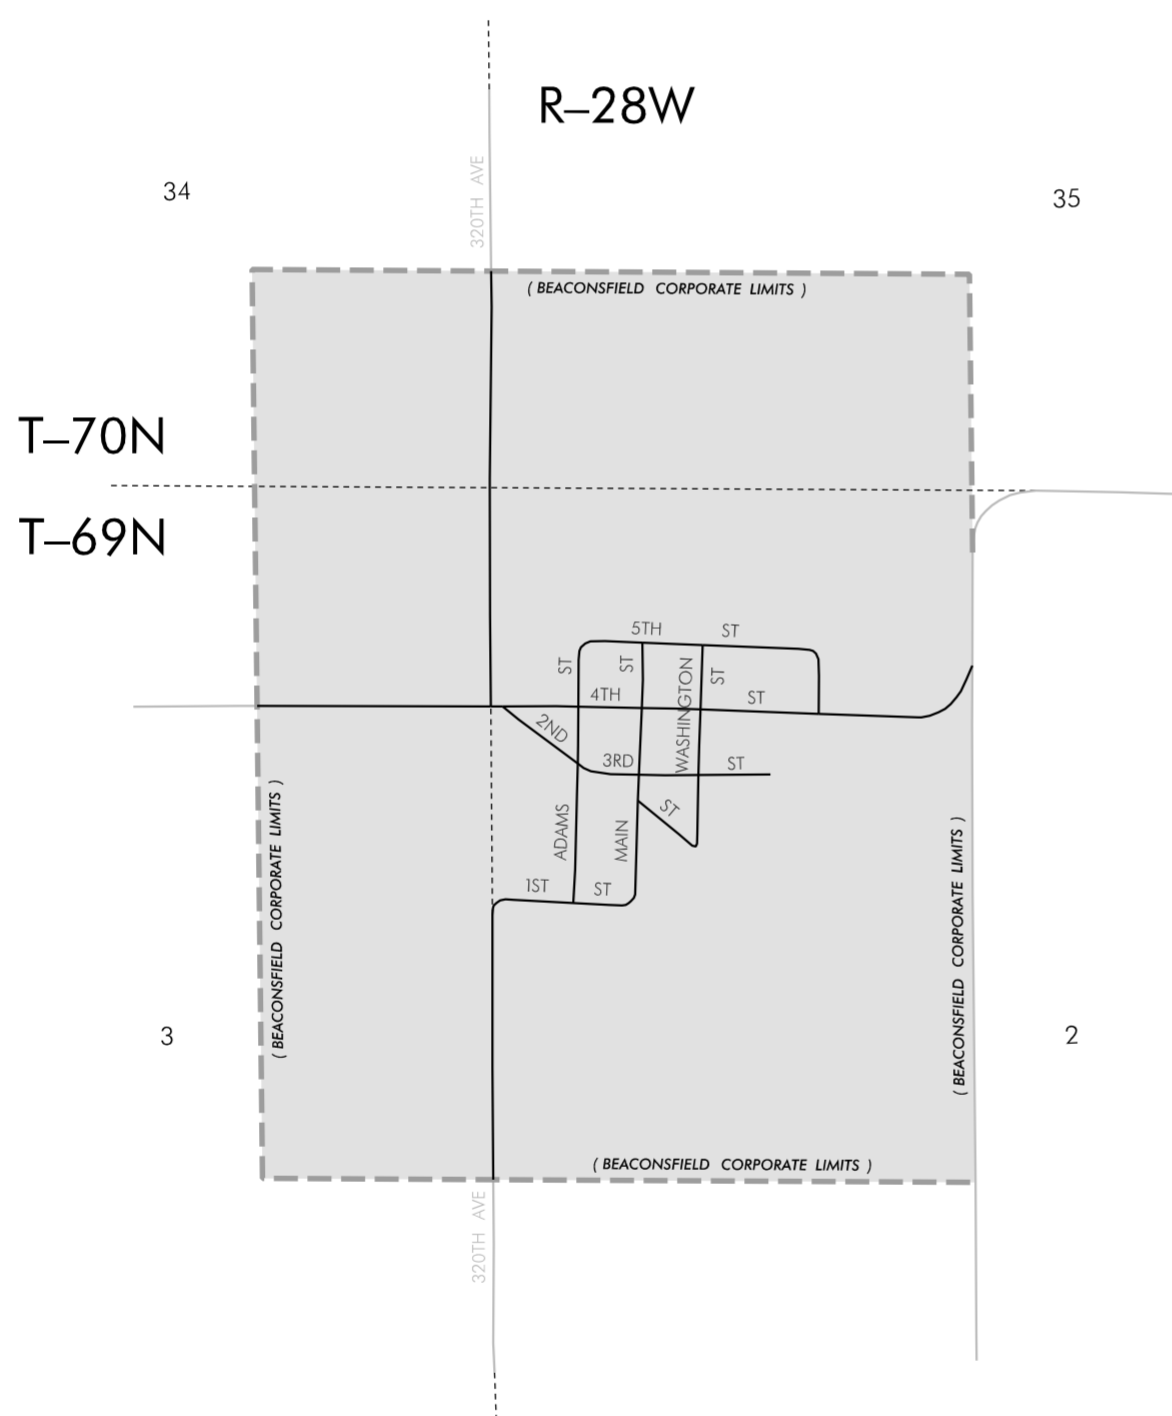 R–28W
320TH AVE
34
35
( BEACONSFIELD CORPORATE LIMITS )
T–70N
T–69N
5TH ST
ST
ST
ST
WASHINGTON
4TH ST
2ND
3RD ST
ST
ADAMS
MAIN
1ST ST
( BEACONSFIELD CORPORATE LIMITS )
( BEACONSFIELD CORPORATE LIMITS )
3
2
( BEACONSFIELD CORPORATE LIMITS )
320TH AVE